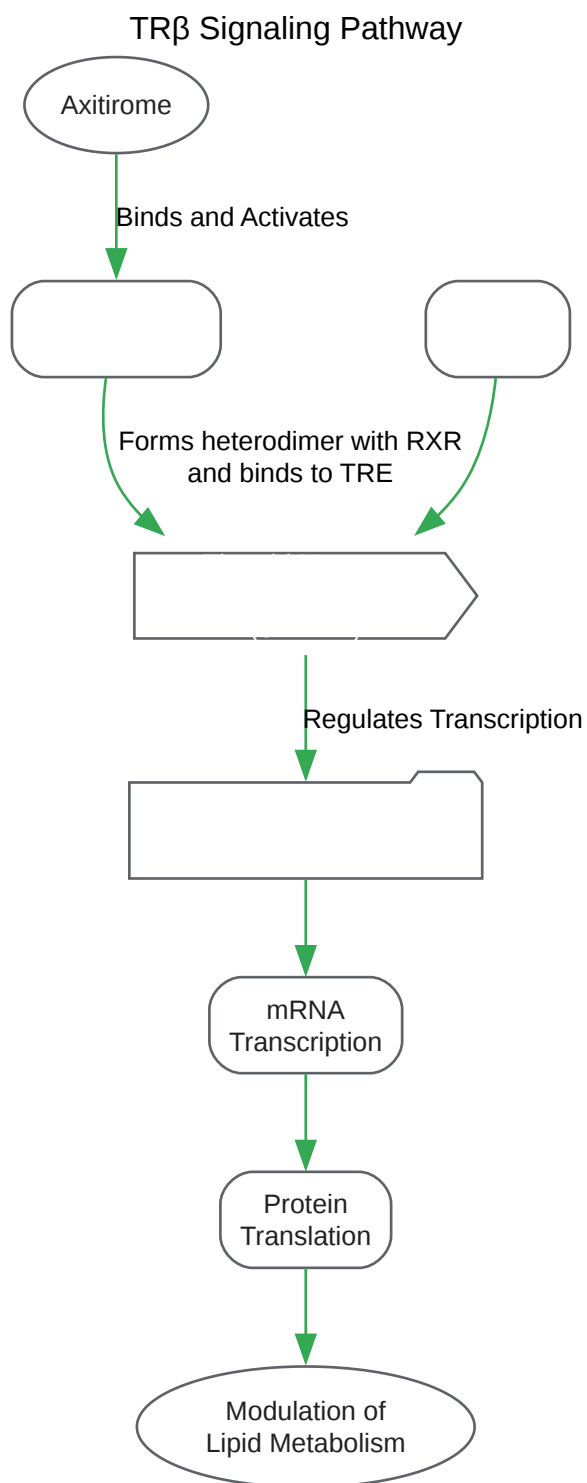 TRβ Signaling Pathway
Axitirome
Binds and Activates
Forms heterodimer with RXR
and binds to TRE
Regulates Transcription
mRNA
Transcription
Protein
Translation
Modulation of
Lipid Metabolism